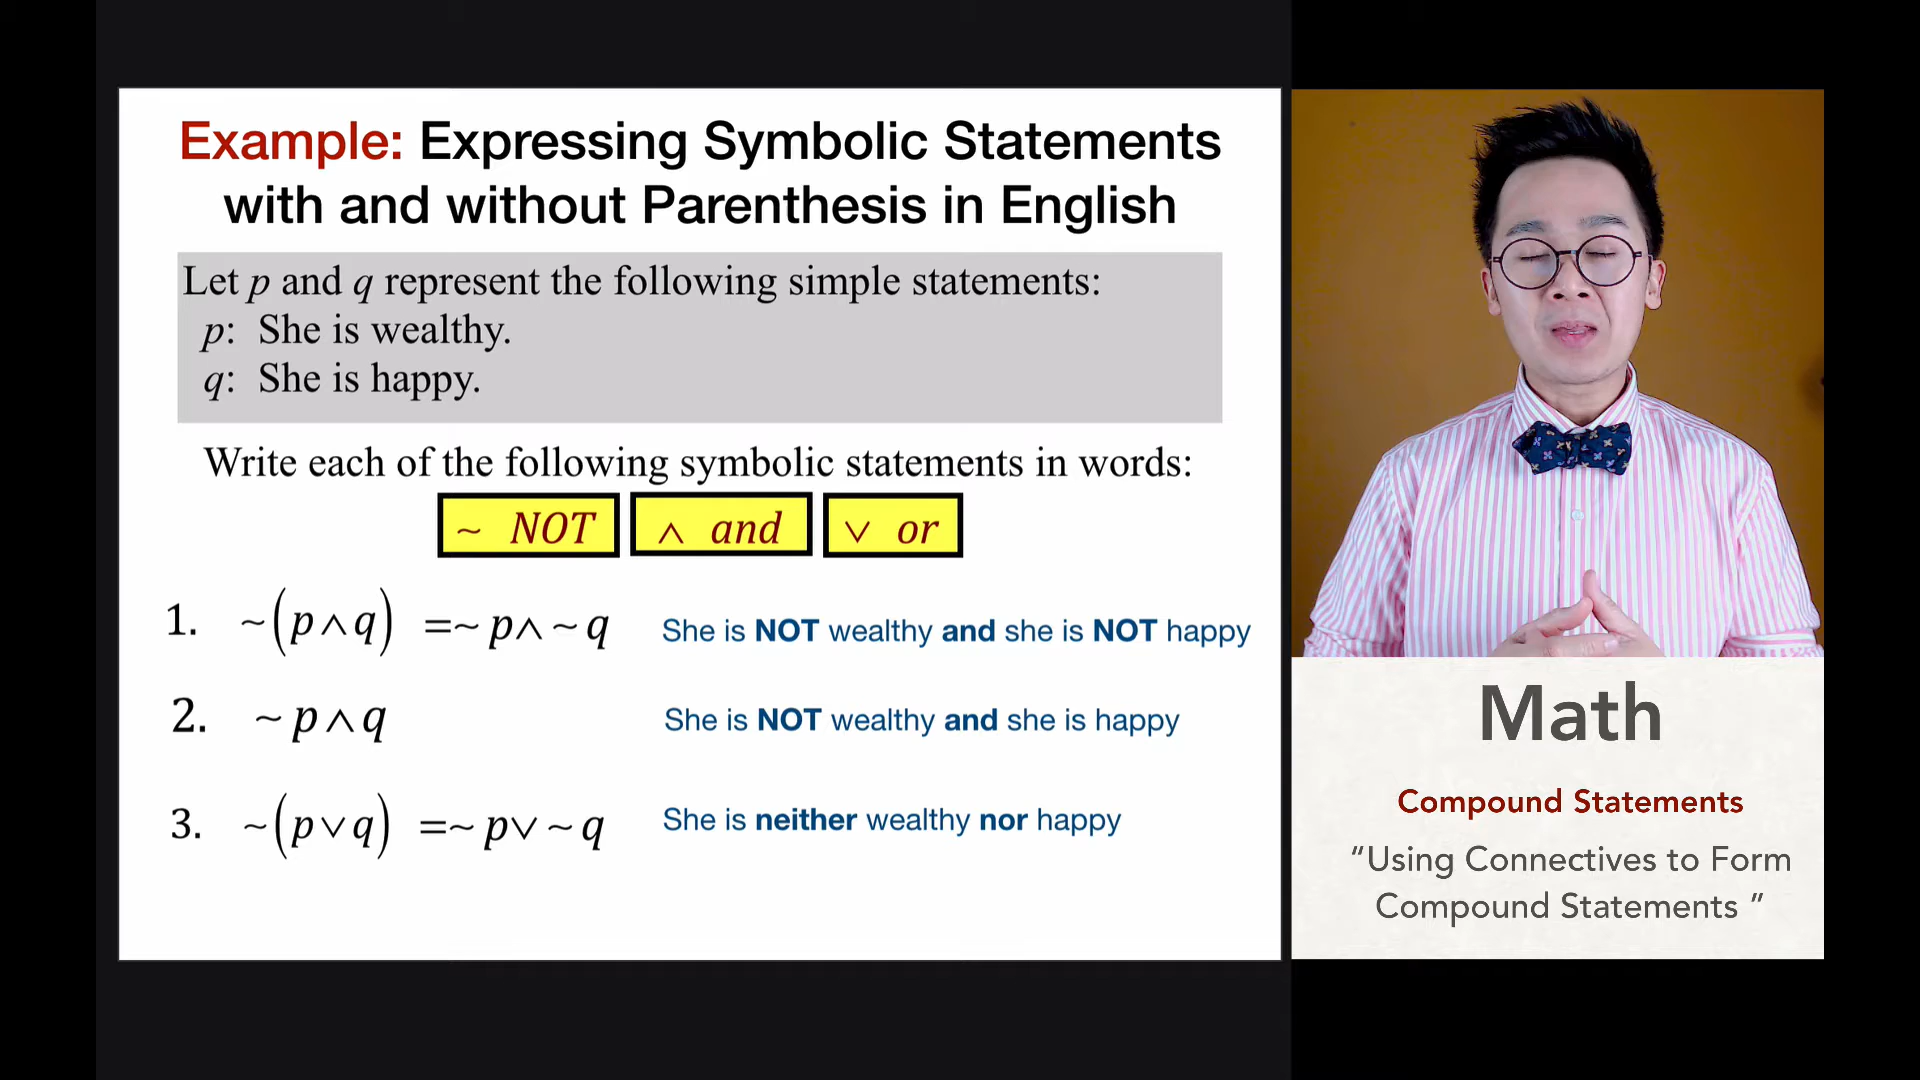 Example: Expressing Symbolic Statements
with and without Parenthesis in English
Let p and q represent the following simple statements:
p: She is wealthy.
q: She is happy.
Write each of the following symbolic statements in words:
~ NOT
∧ and
∨ or
1. ~(p∧q) =~ p∧ ~ q She is NOT wealthy and she is NOT happy
2. ~ p∧q She is NOT wealthy and she is happy
3. ~(p∨q) =~ p∨ ~ q She is neither wealthy nor happy
Math
Compound Statements
“Using Connectives to Form
Compound Statements ”